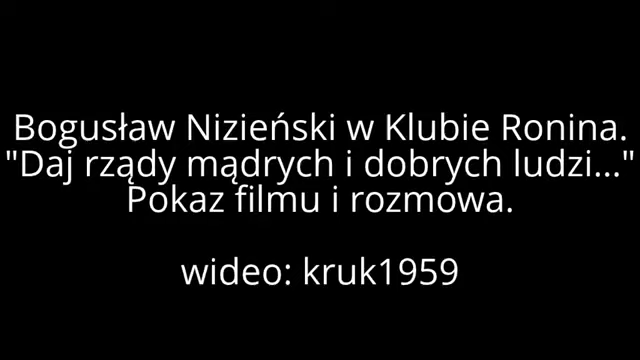 Bogusław Nizieński w Klubie Ronina.
"Daj rządy mądrych i dobrych ludzi..."
Pokaz filmu i rozmowa.
wideo: kruk1959